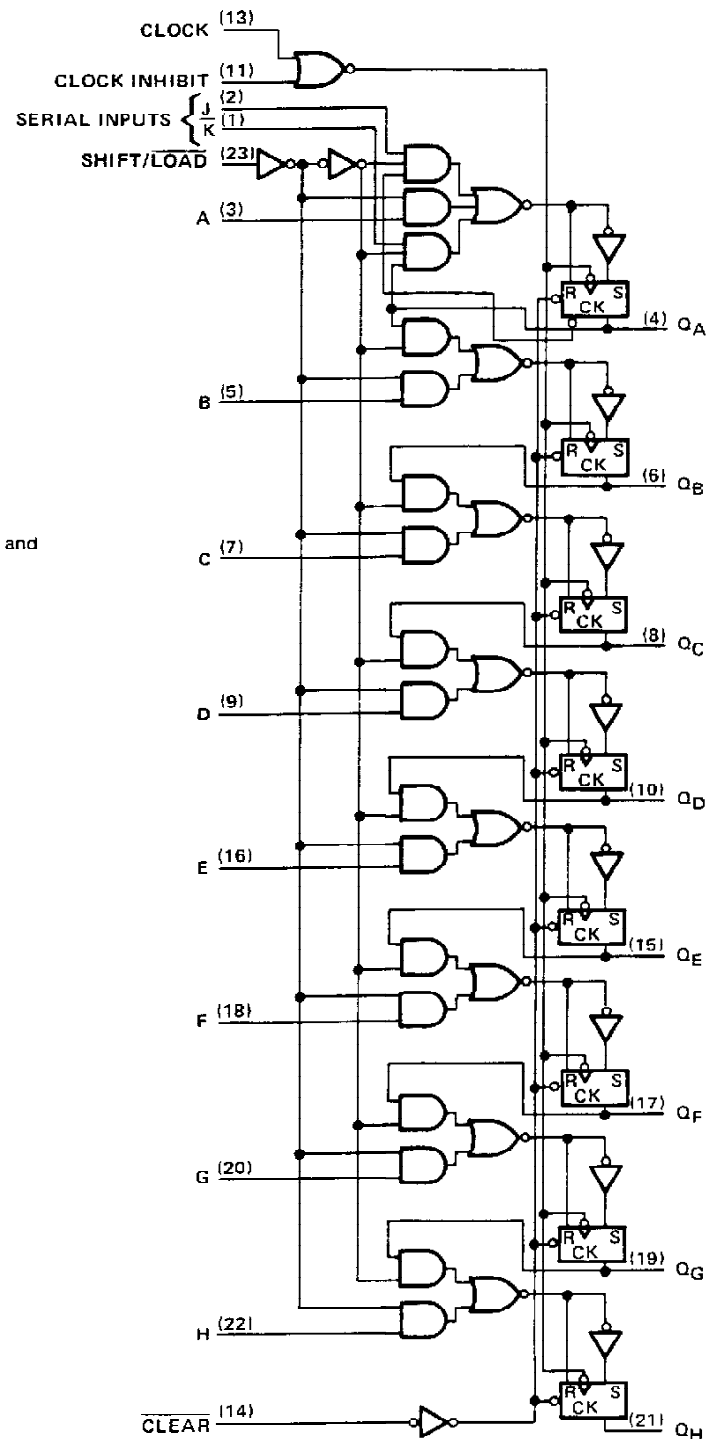 CLOCK (13)
CLOCK INHIBIT (11)
SERIAL INPUTS { J (2)
K̅ (1)
SHIFT/L̅O̅A̅D̅ (23)
A (3)
R CK S
(4) QA
B (5)
R CK S
(6) QB
and
C (7)
R CK S
(8) QC
D (9)
R CK S
(10) QD
E (16)
R CK S
(15) QE
F (18)
R CK S
(17) QF
G (20)
R CK S
(19) QG
H (22)
R CK S
C̅L̅E̅A̅R̅ (14)
(21) QH